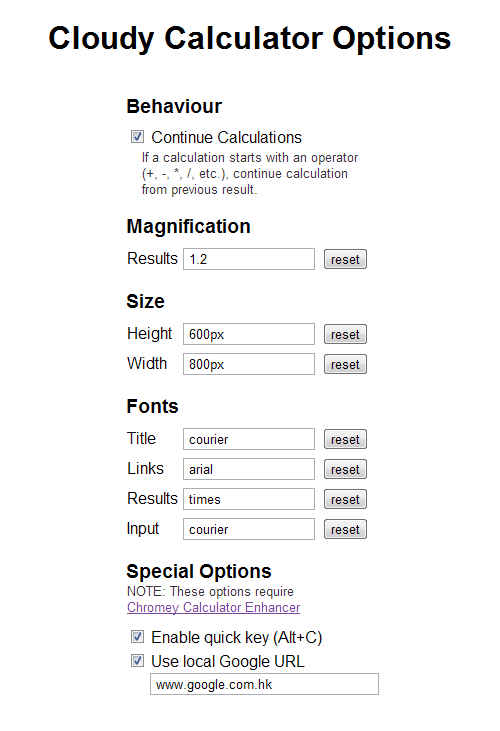 Cloudy Calculator Options
Behaviour
Continue Calculations
If a calculation starts with an operator
(+, -, *, /, etc.), continue calculation
from previous result.
Magnification
Results 1.2 reset
Size
Height 600px reset
Width 800px reset
Fonts
Title courier reset
Links arial reset
Results times reset
Input courier reset
Special Options
NOTE: These options require
Chromey Calculator Enhancer
Enable quick key (Alt+C)
Use local Google URL
www.google.com.hk